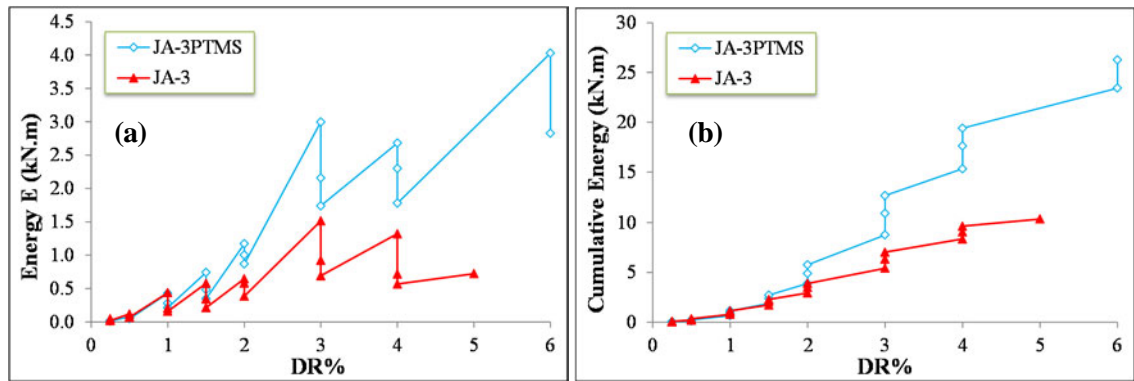 4.5
4.0
3.5
3.0
2.5
2.0
1.5
1.0
0.5
0.0
Energy E (kN.m)
JA-3PTMS
JA-3
(a)
0 1 2 3 4 5 6
DR%
30
25
20
15
10
5
0
Cumulative Energy (kN.m)
JA-3PTMS
JA-3
(b)
0 1 2 3 4 5 6
DR%